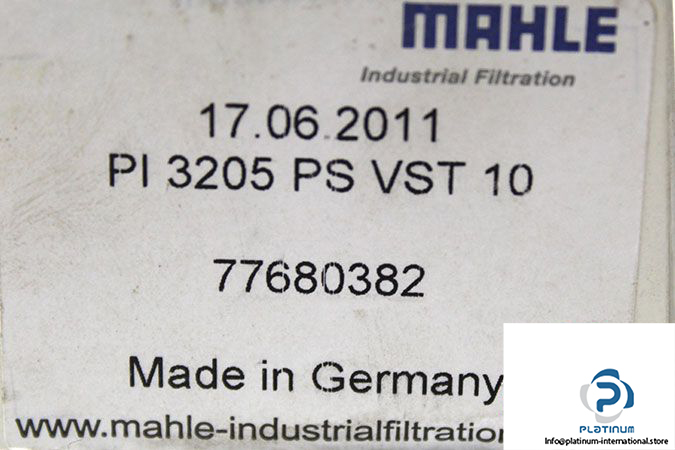 MAHLE
Industrial Filtration
17.06.2011
PI 3205 PS VST 10
77680382
Made in Germany
www.mahle-industrialfiltration
PLATINUM
Info@platinum-international.store